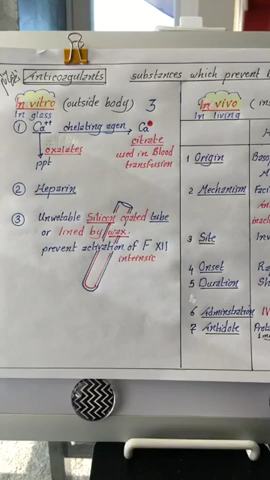 Anticoagulants substances which prevent
In vitro (outside body) 3
In glass
① Ca++ chelating agen Ca
citrate
used in Blood
transfusion
oxalates
ppt
② Heparin
③ Unwetable Silicon coated tube
or lined by wax.
prevent activation of F XII
intrinsic
In vivo
In living
1 Origin
2 Mechanism
3 Site
4 Onset
5 Duration
6 Adminstration IV
7 Antidote